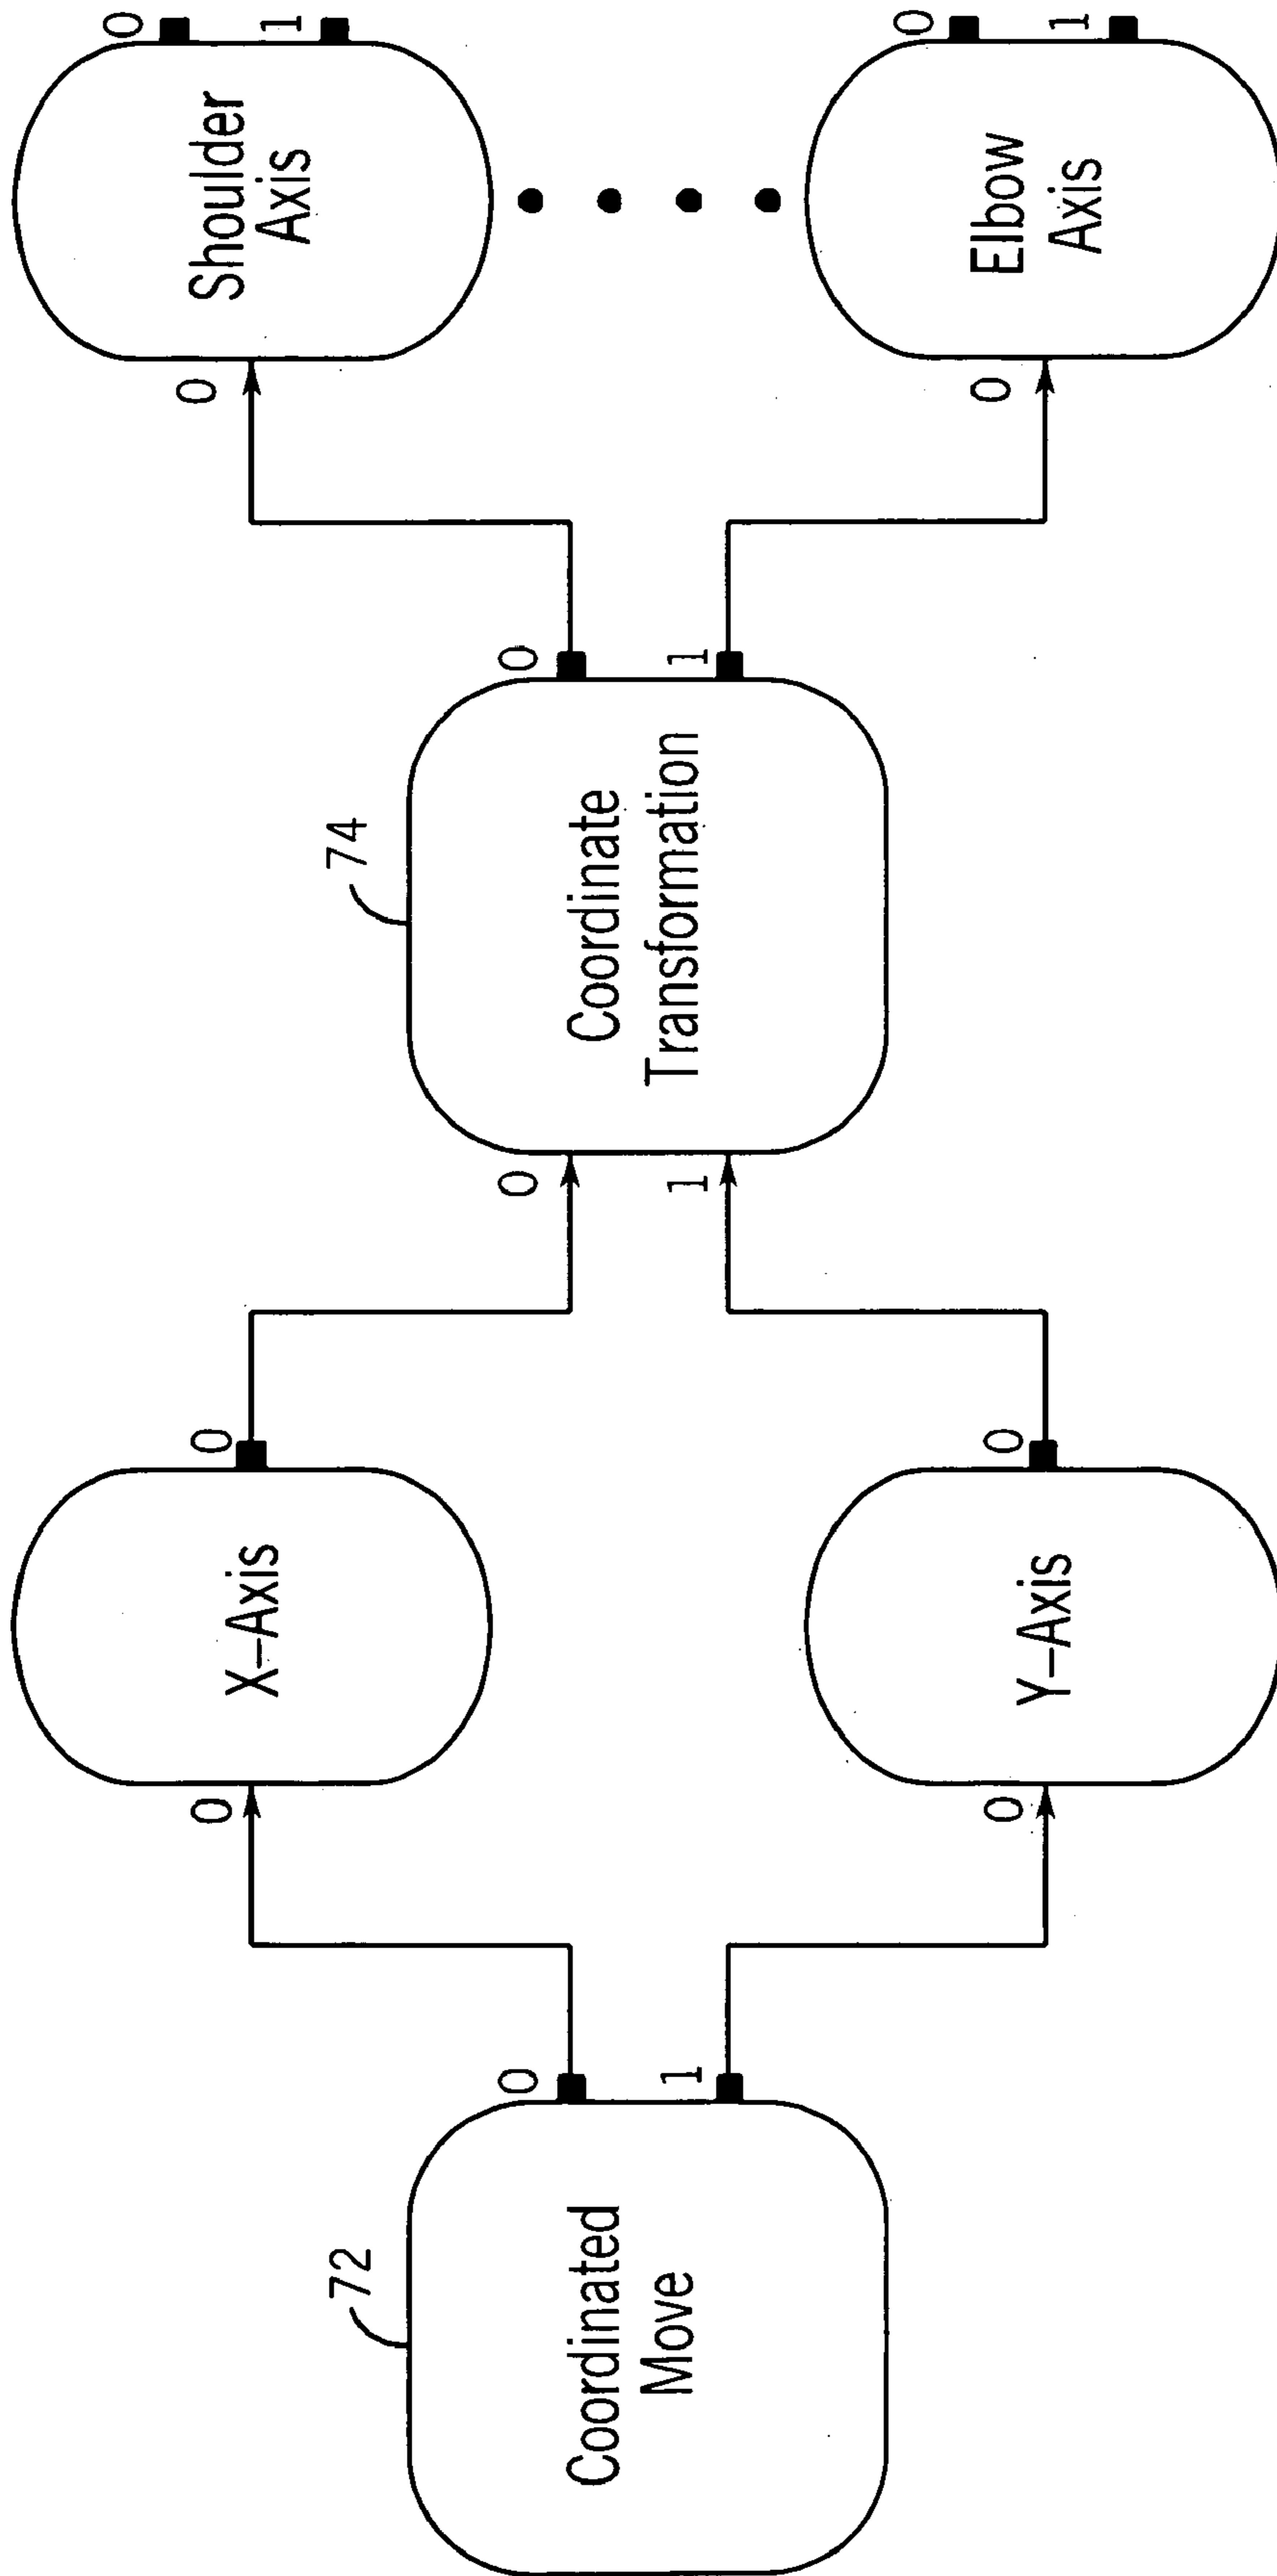 72
Coordinated
Move
0
1
0
X–Axis
0
0
Y–Axis
0
0
1
74
Coordinate
Transformation
0
1
0
Shoulder
Axis
0
1
0
Elbow
Axis
0
1